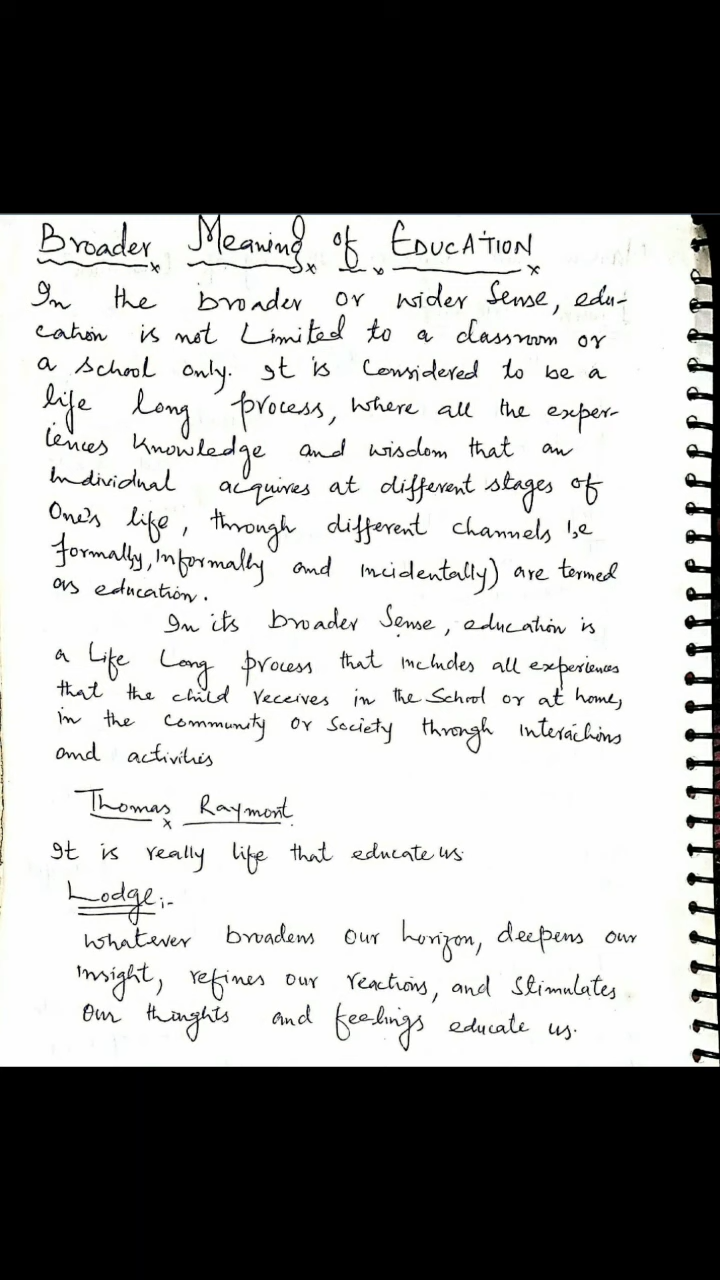 Broader Meaning of EDUCATION
In the broader or wider Sense, edu-
cation is not Limited to a classroom or
a school only. It is Considered to be a
life long process, where all the exper-
iences Knowledge and wisdom that an
Individual acquires at different stages of
One's life, through different channels i.e
formally, Informally and Incidentally) are termed
as education.
In its broader Sense, education is
a Life Long process that includes all experiences
that the child receives in the School or at home,
in the Community or Society through Interactions
and activities
Thomas Raymont.
It is really life that educate us.
Lodge:-
Whatever broadens our horizon, deepens our
insight, refines our reactions, and Stimulates
Our thoughts and feelings educate us.